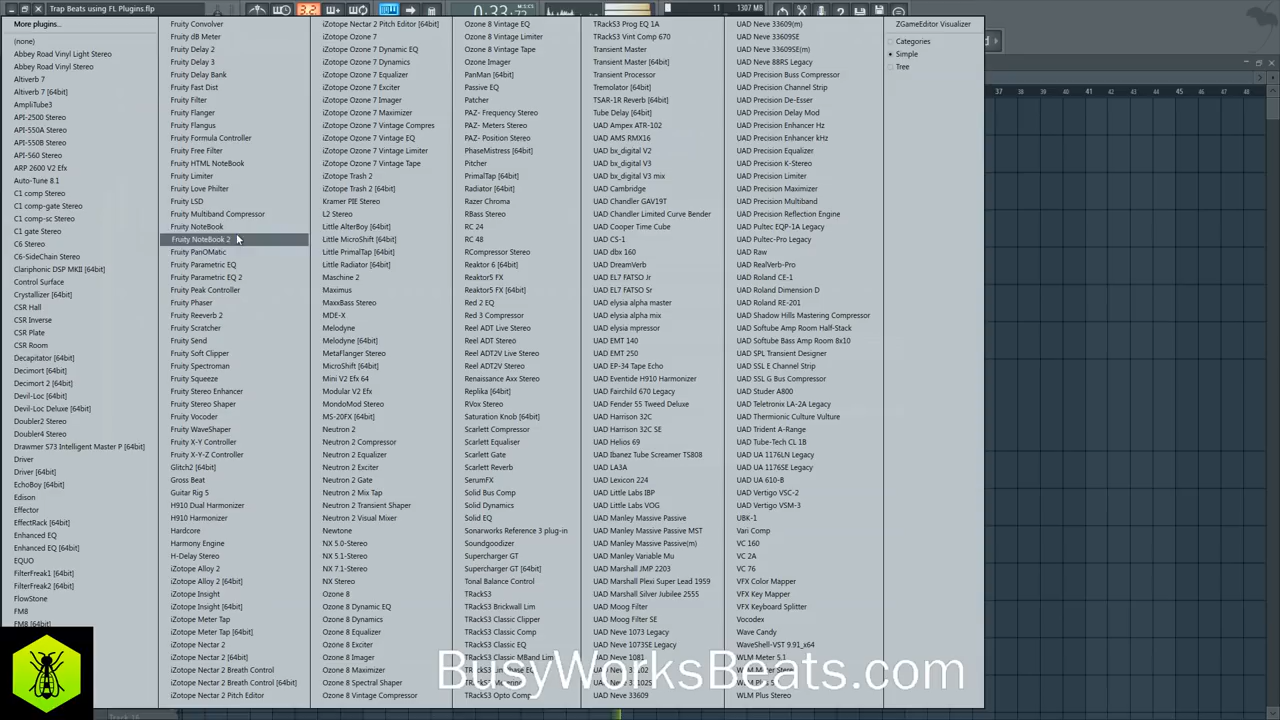 Trap Beats using FL Plugins.flp
3.2
0:33:72
11
1307 MB
More plugins...
(none)
Abbey Road Vinyl Light Stereo
Abbey Road Vinyl Stereo
Altiverb 7
Altiverb 7 [64bit]
AmpliTube3
API-2500 Stereo
API-550A Stereo
API-550B Stereo
API-560 Stereo
ARP 2600 V2 Efx
Auto-Tune 8.1
C1 comp Stereo
C1 comp-gate Stereo
C1 comp-sc Stereo
C1 gate Stereo
C6 Stereo
C6-SideChain Stereo
Clariphonic DSP MKII [64bit]
Control Surface
Crystallizer [64bit]
CSR Hall
CSR Inverse
CSR Plate
CSR Room
Decapitator [64bit]
Decimort [64bit]
Decimort 2 [64bit]
Devil-Loc [64bit]
Devil-Loc Deluxe [64bit]
Doubler2 Stereo
Doubler4 Stereo
Drawmer S73 Intelligent Master P [64bit]
Driver
Driver [64bit]
EchoBoy [64bit]
Edison
Effector
EffectRack [64bit]
Enhanced EQ
Enhanced EQ [64bit]
EQUO
FilterFreak1 [64bit]
FilterFreak2 [64bit]
FlowStone
FM8
FM8 [64bit]
Fruity Convolver
Fruity dB Meter
Fruity Delay 2
Fruity Delay 3
Fruity Delay Bank
Fruity Fast Dist
Fruity Filter
Fruity Flanger
Fruity Flangus
Fruity Formula Controller
Fruity Free Filter
Fruity HTML NoteBook
Fruity Limiter
Fruity Love Philter
Fruity LSD
Fruity Multiband Compressor
Fruity NoteBook
Fruity NoteBook 2
Fruity PanOMatic
Fruity Parametric EQ
Fruity Parametric EQ 2
Fruity Peak Controller
Fruity Phaser
Fruity Reeverb 2
Fruity Scratcher
Fruity Send
Fruity Soft Clipper
Fruity Spectroman
Fruity Squeeze
Fruity Stereo Enhancer
Fruity Stereo Shaper
Fruity Vocoder
Fruity WaveShaper
Fruity X-Y Controller
Fruity X-Y-Z Controller
Glitch2 [64bit]
Gross Beat
Guitar Rig 5
H910 Dual Harmonizer
H910 Harmonizer
Hardcore
Harmony Engine
H-Delay Stereo
iZotope Alloy 2
iZotope Alloy 2 [64bit]
iZotope Insight
iZotope Insight [64bit]
iZotope Meter Tap
iZotope Meter Tap [64bit]
iZotope Nectar 2
iZotope Nectar 2 [64bit]
iZotope Nectar 2 Breath Control
iZotope Nectar 2 Breath Control [64bit]
iZotope Nectar 2 Pitch Editor
iZotope Nectar 2 Pitch Editor [64bit]
iZotope Ozone 7
iZotope Ozone 7 Dynamic EQ
iZotope Ozone 7 Dynamics
iZotope Ozone 7 Equalizer
iZotope Ozone 7 Exciter
iZotope Ozone 7 Imager
iZotope Ozone 7 Maximizer
iZotope Ozone 7 Vintage Compres
iZotope Ozone 7 Vintage EQ
iZotope Ozone 7 Vintage Limiter
iZotope Ozone 7 Vintage Tape
iZotope Trash 2
iZotope Trash 2 [64bit]
Kramer PIE Stereo
L2 Stereo
Little AlterBoy [64bit]
Little MicroShift [64bit]
Little PrimalTap [64bit]
Little Radiator [64bit]
Maschine 2
Maximus
MaxxBass Stereo
MDE-X
Melodyne
Melodyne [64bit]
MetaFlanger Stereo
MicroShift [64bit]
Mini V2 Efx 64
Modular V2 Efx
MondoMod Stereo
MS-20FX [64bit]
Neutron 2
Neutron 2 Compressor
Neutron 2 Equalizer
Neutron 2 Exciter
Neutron 2 Gate
Neutron 2 Mix Tap
Neutron 2 Transient Shaper
Neutron 2 Visual Mixer
Newtone
NX 5.0-Stereo
NX 5.1-Stereo
NX 7.1-Stereo
NX Stereo
Ozone 8
Ozone 8 Dynamic EQ
Ozone 8 Dynamics
Ozone 8 Equalizer
Ozone 8 Exciter
Ozone 8 Imager
Ozone 8 Maximizer
Ozone 8 Spectral Shaper
Ozone 8 Vintage Compressor
Ozone 8 Vintage EQ
Ozone 8 Vintage Limiter
Ozone 8 Vintage Tape
Ozone Imager
PanMan [64bit]
Passive EQ
Patcher
PAZ- Frequency Stereo
PAZ- Meters Stereo
PAZ- Position Stereo
PhaseMistress [64bit]
Pitcher
PrimalTap [64bit]
Radiator [64bit]
Razor Chroma
RBass Stereo
RC 24
RC 48
RCompressor Stereo
Reaktor 6 [64bit]
Reaktor5 FX
Reaktor5 FX [64bit]
Red 2 EQ
Red 3 Compressor
Reel ADT Live Stereo
Reel ADT Stereo
Reel ADT2V Live Stereo
Reel ADT2V Stereo
Renaissance Axx Stereo
Replika [64bit]
RVox Stereo
Saturation Knob [64bit]
Scarlett Compressor
Scarlett Equaliser
Scarlett Gate
Scarlett Reverb
SerumFX
Solid Bus Comp
Solid Dynamics
Solid EQ
Sonarworks Reference 3 plug-in
Soundgoodizer
Supercharger GT
Supercharger GT [64bit]
Tonal Balance Control
TRackS3
TRackS3 Brickwall Lim
TRackS3 Classic Clipper
TRackS3 Classic Comp
TRackS3 Classic EQ
TRackS3 Classic MBand Lim
TRackS3 Opto Comp
TRackS3 Prog EQ 1A
TRackS3 Vint Comp 670
Transient Master
Transient Master [64bit]
Transient Processor
Tremolator [64bit]
TSAR-1R Reverb [64bit]
Tube Delay [64bit]
UAD Ampex ATR-102
UAD AMS RMX16
UAD bx_digital V2
UAD bx_digital V3
UAD bx_digital V3 mix
UAD Cambridge
UAD Chandler GAV19T
UAD Chandler Limited Curve Bender
UAD Cooper Time Cube
UAD CS-1
UAD dbx 160
UAD DreamVerb
UAD EL7 FATSO Jr
UAD EL7 FATSO Sr
UAD elysia alpha master
UAD elysia alpha mix
UAD elysia mpressor
UAD EMT 140
UAD EMT 250
UAD EP-34 Tape Echo
UAD Eventide H910 Harmonizer
UAD Fairchild 670 Legacy
UAD Fender 55 Tweed Deluxe
UAD Harrison 32C
UAD Harrison 32C SE
UAD Helios 69
UAD Ibanez Tube Screamer TS808
UAD LA3A
UAD Lexicon 224
UAD Little Labs IBP
UAD Little Labs VOG
UAD Manley Massive Passive
UAD Manley Massive Passive MST
UAD Manley Massive Passive(m)
UAD Manley Variable Mu
UAD Marshall JMP 2203
UAD Marshall Plexi Super Lead 1959
UAD Marshall Silver Jubilee 2555
UAD Moog Filter
UAD Moog Filter SE
UAD Neve 1073 Legacy
UAD Neve 1073SE Legacy
UAD Neve 1081
UAD Neve 33609
UAD Neve 33609(m)
UAD Neve 33609SE
UAD Neve 33609SE(m)
UAD Neve 88RS Legacy
UAD Precision Buss Compressor
UAD Precision Channel Strip
UAD Precision De-Esser
UAD Precision Delay Mod
UAD Precision Enhancer Hz
UAD Precision Enhancer kHz
UAD Precision Equalizer
UAD Precision K-Stereo
UAD Precision Limiter
UAD Precision Maximizer
UAD Precision Multiband
UAD Precision Reflection Engine
UAD Pultec EQP-1A Legacy
UAD Pultec-Pro Legacy
UAD Raw
UAD RealVerb-Pro
UAD Roland CE-1
UAD Roland Dimension D
UAD Roland RE-201
UAD Shadow Hills Mastering Compressor
UAD Softube Amp Room Half-Stack
UAD Softube Bass Amp Room 8x10
UAD SPL Transient Designer
UAD SSL E Channel Strip
UAD SSL G Bus Compressor
UAD Studer A800
UAD Teletronix LA-2A Legacy
UAD Thermionic Culture Vulture
UAD Trident A-Range
UAD Tube-Tech CL 1B
UAD UA 1176LN Legacy
UAD UA 1176SE Legacy
UAD UA 610-B
UAD Vertigo VSC-2
UAD Vertigo VSM-3
UBK-1
Vari Comp
VC 160
VC 2A
VC 76
VFX Color Mapper
VFX Key Mapper
VFX Keyboard Splitter
Vocodex
Wave Candy
WaveShell-VST 9.91_x64
WLM Meter 5.1
WLM Meter Stereo
WLM Plus Stereo
ZGameEditor Visualizer
Categories
Simple
Tree
37 39 40 41 42 43 44 45 46 47 48
BusyWorksBeats.com